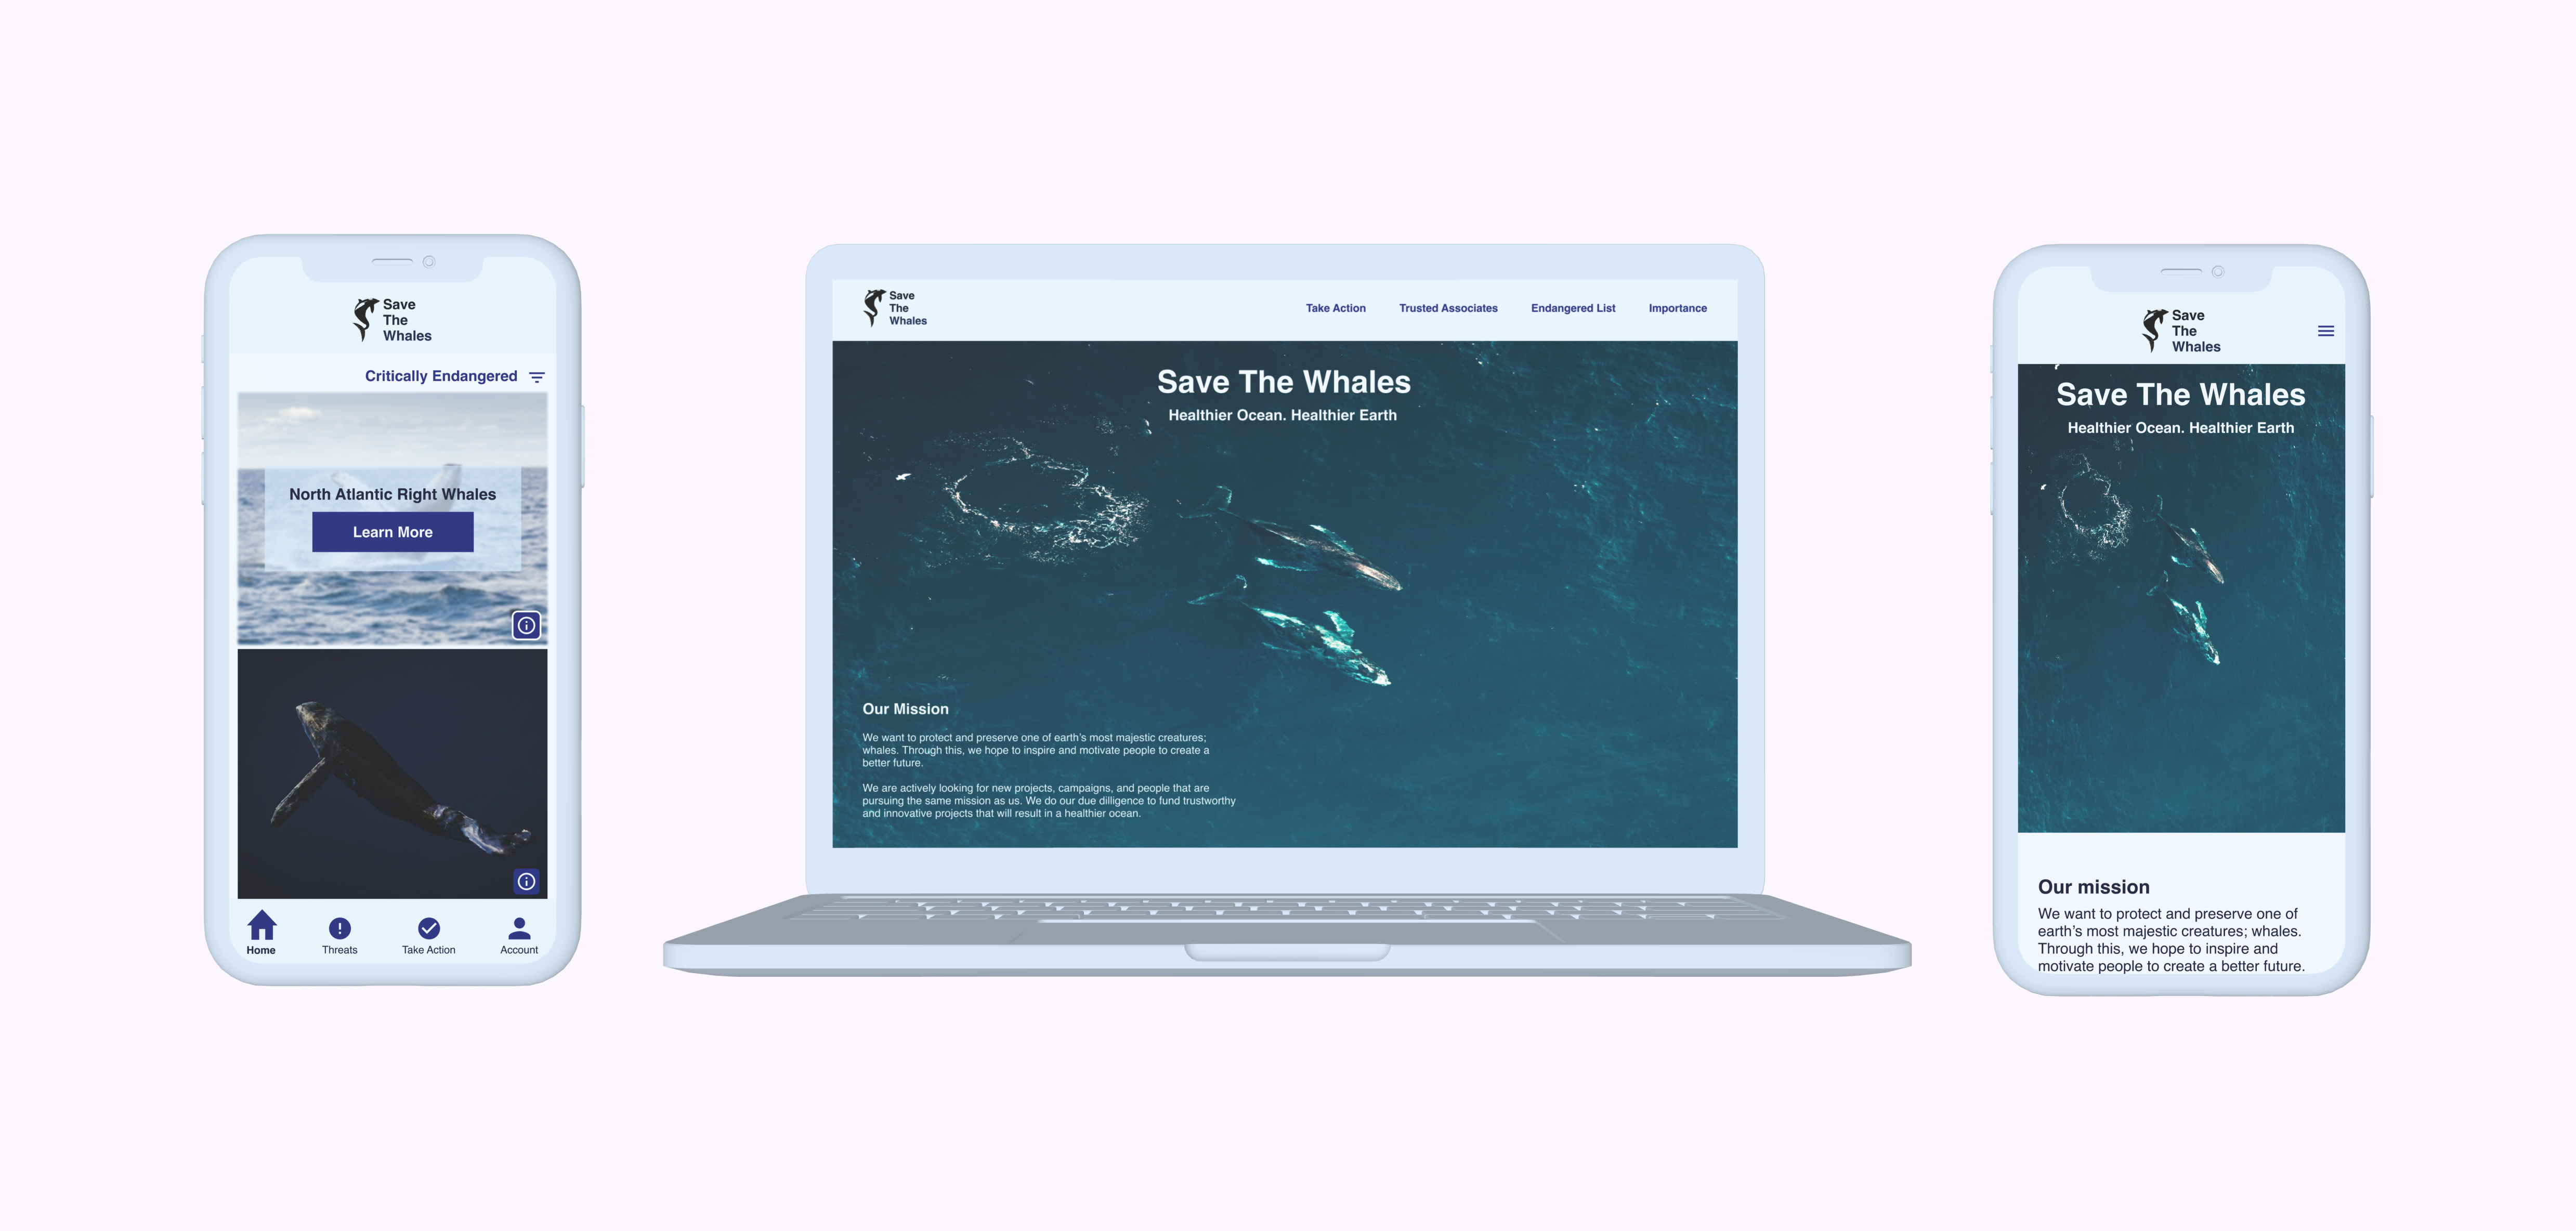 Save
The
Whales
Critically Endangered
North Atlantic Right Whales
Learn More
Home
Threats
Take Action
Account
Save
The
Whales
Take Action
Trusted Associates
Endangered List
Importance
Save The Whales
Healthier Ocean. Healthier Earth
Our Mission
We want to protect and preserve one of earth's most majestic creatures;
whales. Through this, we hope to inspire and motivate people to create a
better future.
We are actively looking for new projects, campaigns, and people that are
pursuing the same mission as us. We do our due dilligence to fund trustworthy
and innovative projects that will result in a healthier ocean.
Save
The
Whales
Save The Whales
Healthier Ocean. Healthier Earth
Our mission
We want to protect and preserve one of
earth's most majestic creatures; whales.
Through this, we hope to inspire and
motivate people to create a better future.